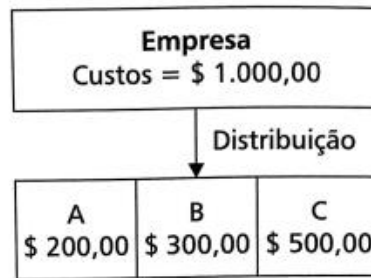 Empresa
Custos = $ 1.000,00
Distribuição
A B C
$ 200,00 $ 300,00 $ 500,00